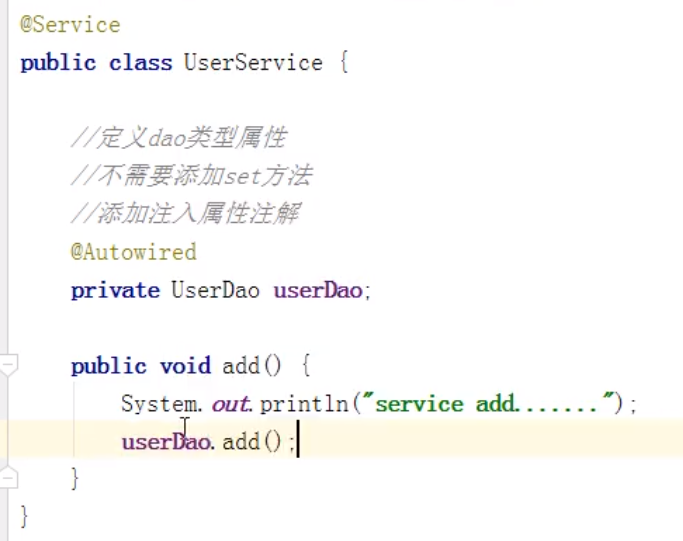 @Service
public class UserService {
//定义dao类型属性
//不需要添加set方法
//添加注入属性注解
@Autowired
private UserDao userDao;
public void add() {
System.out.println("service add.......");
userDao.add();
}
}